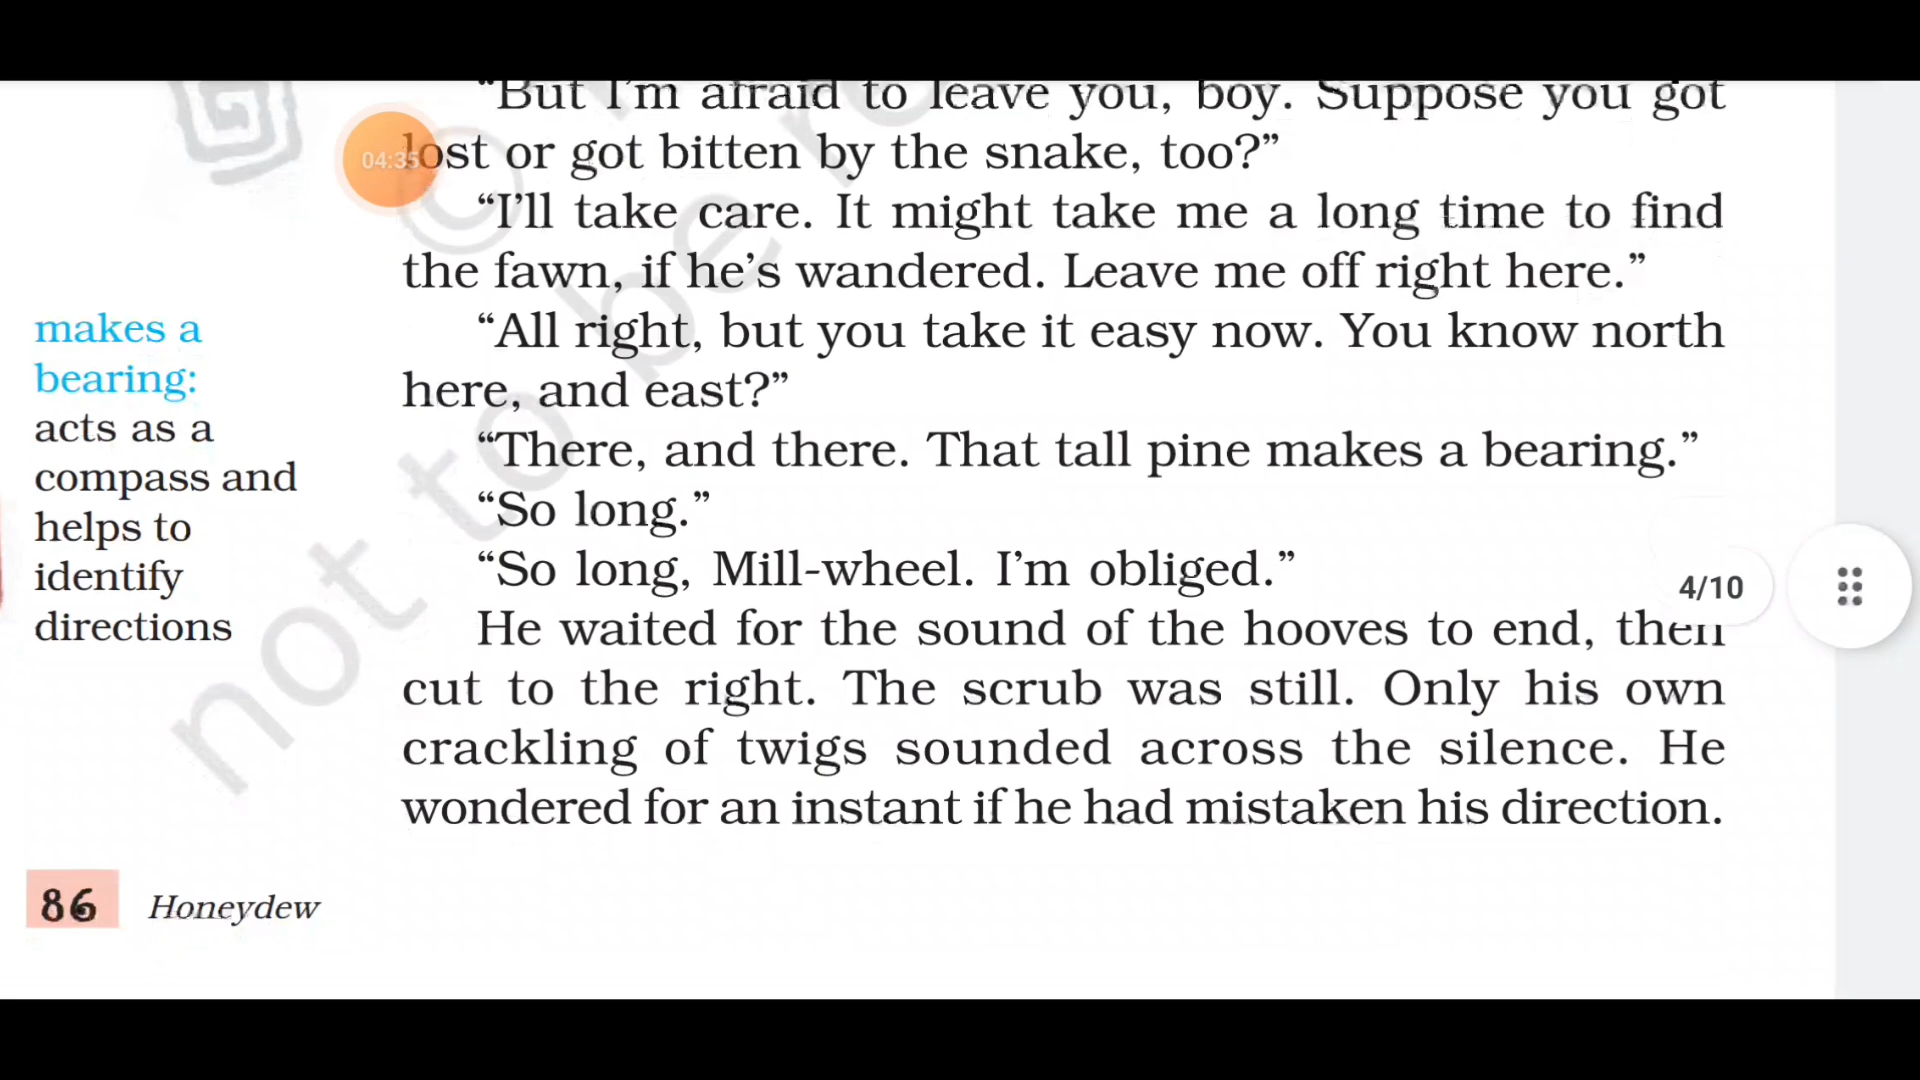 “But I’m afraid to leave you, boy. Suppose you got
lost or got bitten by the snake, too?”
04:35
“I’ll take care. It might take me a long time to find
the fawn, if he’s wandered. Leave me off right here.”
“All right, but you take it easy now. You know north
here, and east?”
“There, and there. That tall pine makes a bearing.”
“So long.”
“So long, Mill-wheel. I’m obliged.”
He waited for the sound of the hooves to end, then
cut to the right. The scrub was still. Only his own
crackling of twigs sounded across the silence. He
wondered for an instant if he had mistaken his direction.
makes a
bearing:
acts as a
compass and
helps to
identify
directions
4/10
86 Honeydew
©
not to be re